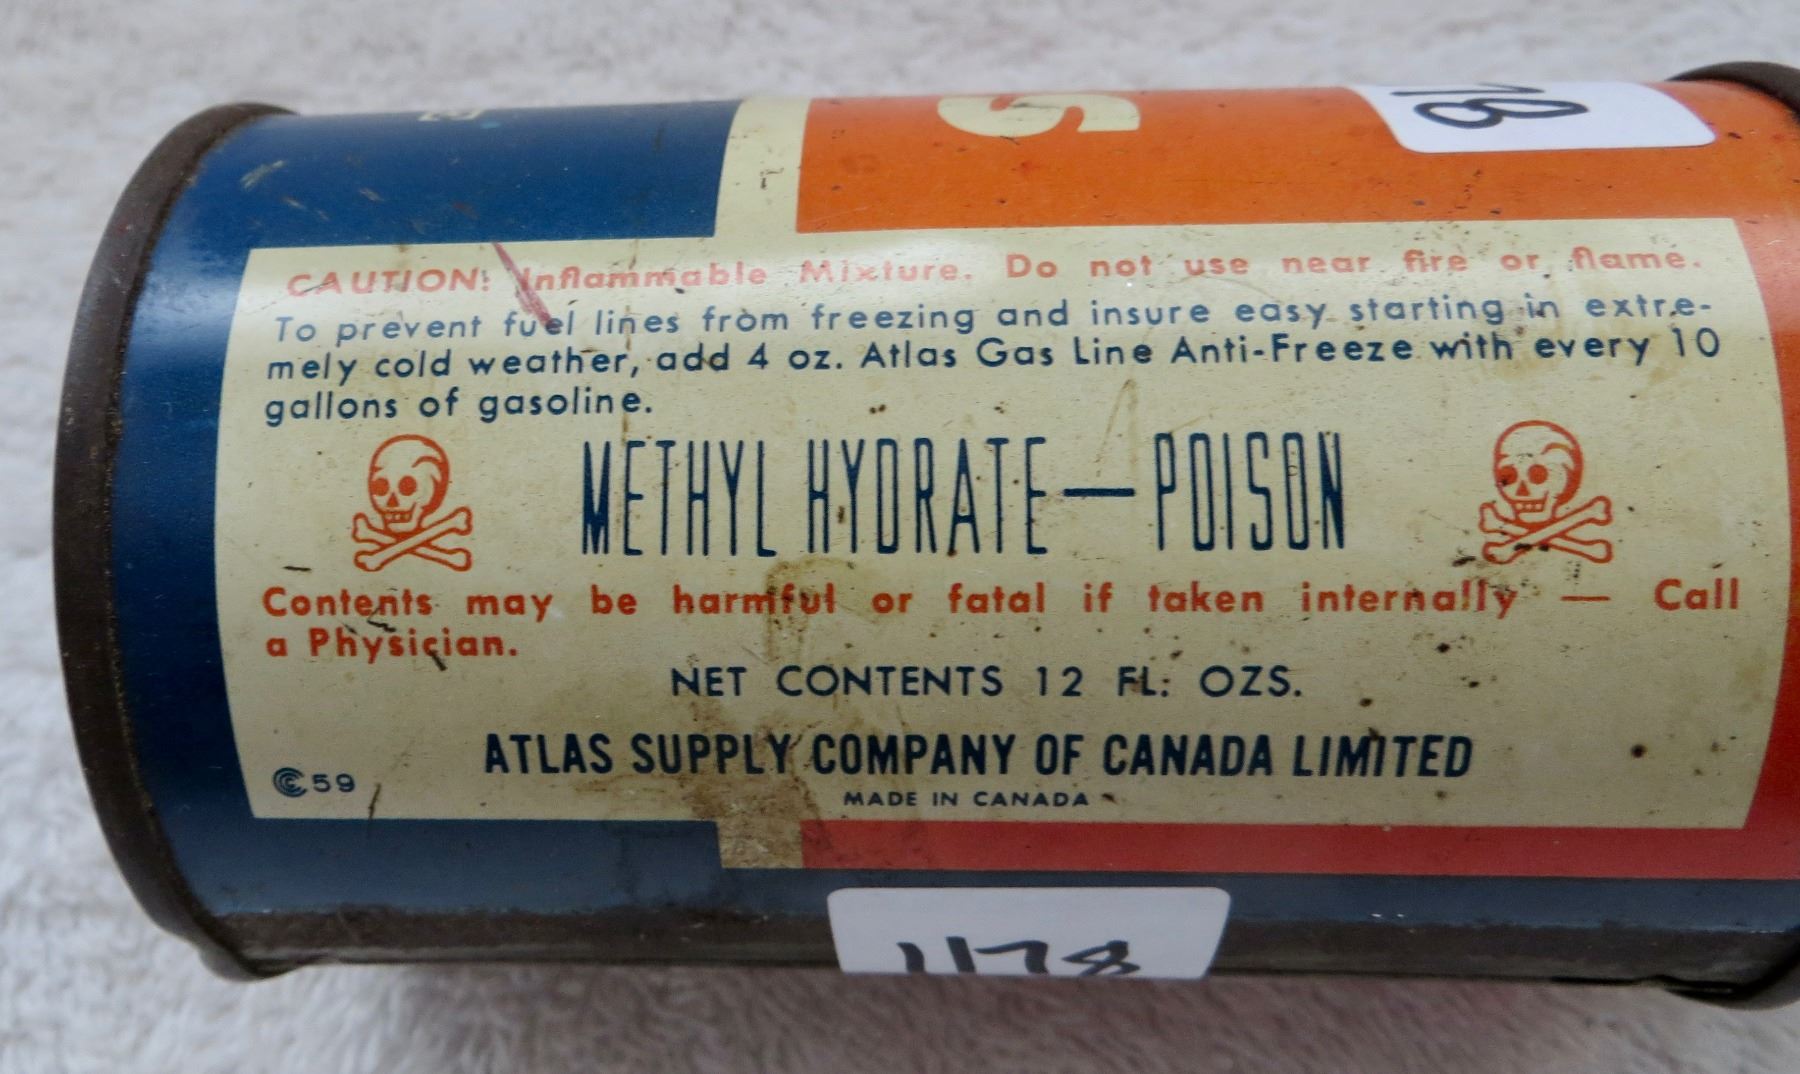 S
18
CAUTION: Inflammable Mixture. Do not use near fire or flame.
To prevent fuel lines from freezing and insure easy starting in extre-
mely cold weather, add 4 oz. Atlas Gas Line Anti-Freeze with every 10
gallons of gasoline.
METHYL HYDRATE—POISON
Contents may be harmful or fatal if taken internally — Call
a Physician.
NET CONTENTS 12 FL. OZS.
ATLAS SUPPLY COMPANY OF CANADA LIMITED
59
MADE IN CANADA
1178